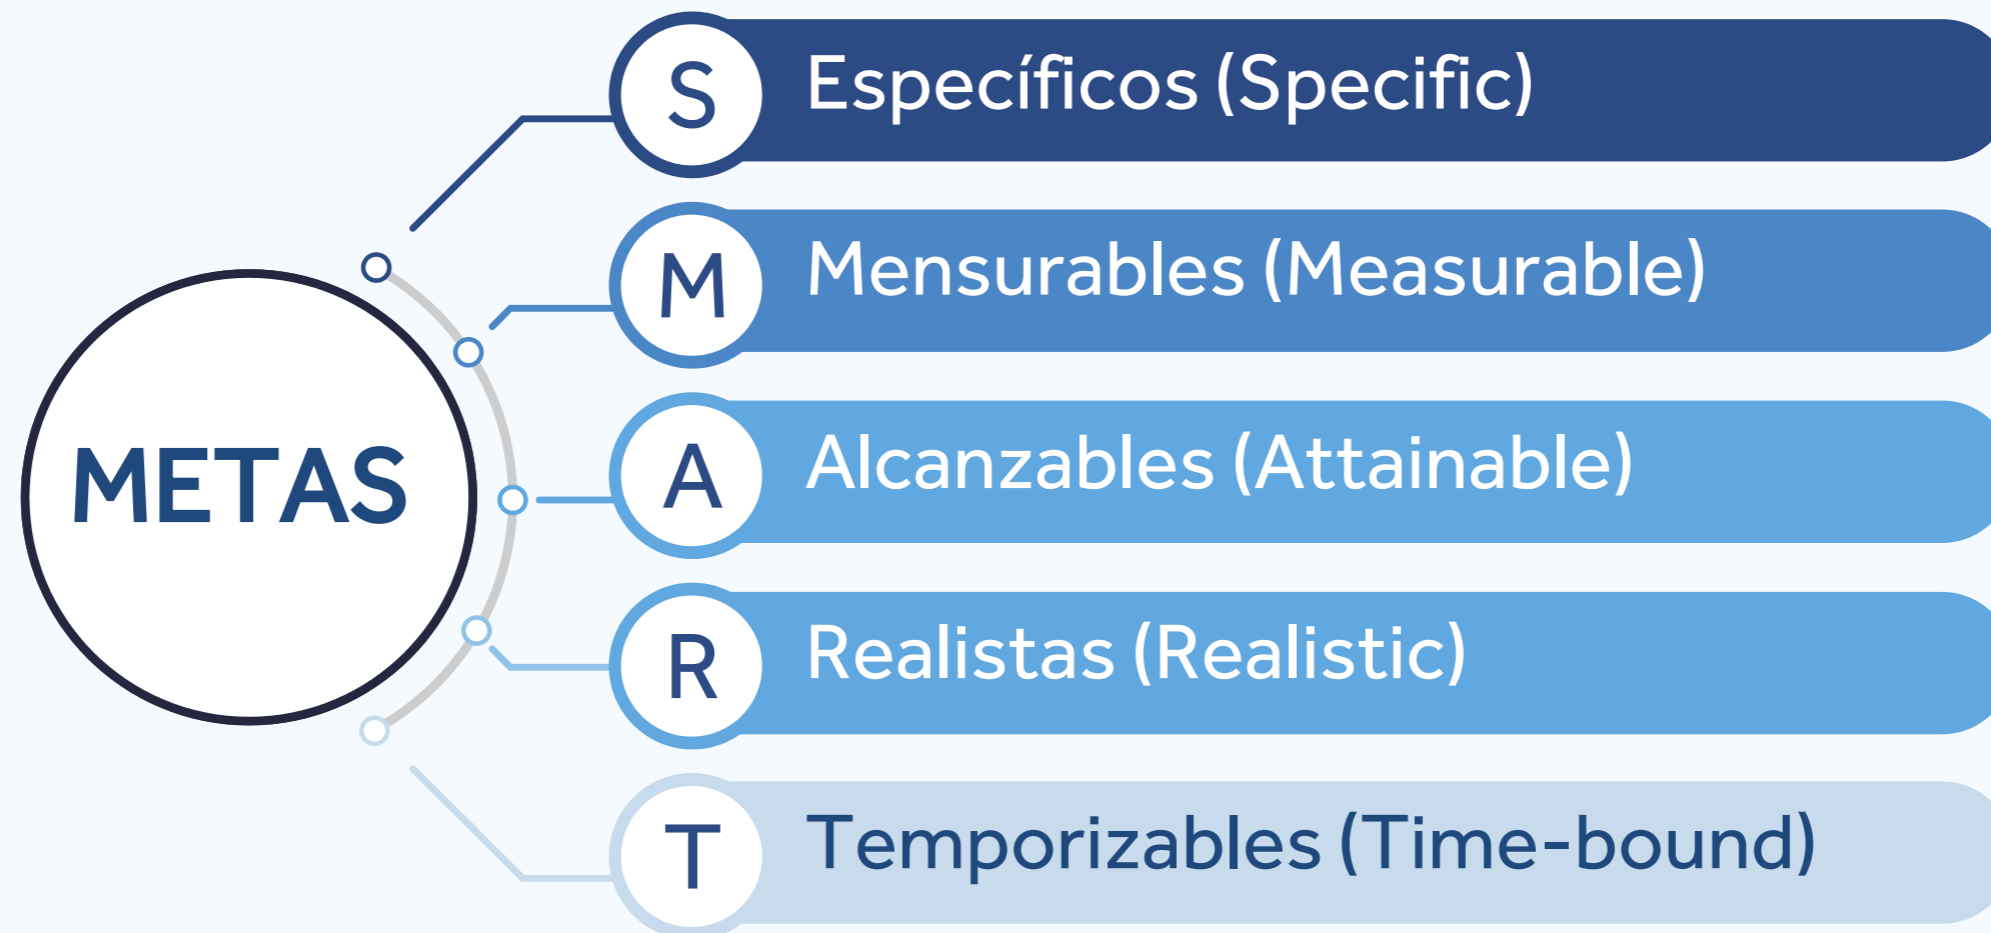 METAS
S
Específicos (Specific)
M
Mensurables (Measurable)
A
Alcanzables (Attainable)
R
Realistas (Realistic)
T
Temporizables (Time-bound)